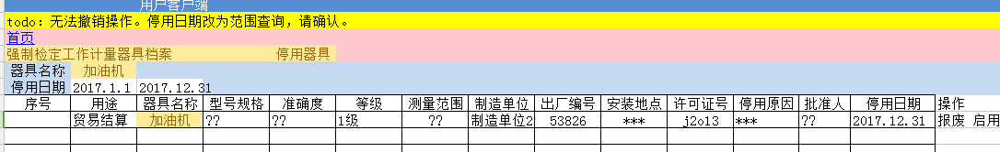 用户客户端
todo：无法撤销操作。停用日期改为范围查询，请确认。
首页
强制检定工作计量器具档案 停用器具
器具名称 加油机
停用日期 2017.1.1 2017.12.31
序号 用途 器具名称 型号规格 准确度 等级 测量范围 制造单位 出厂编号 安装地点 许可证号 停用原因 批准人 停用日期 操作
贸易结算 加油机 ?? ?? 1级 ?? 制造单位2 53826 *** j2o13 *** ?? 2017.12.31 报废 启用